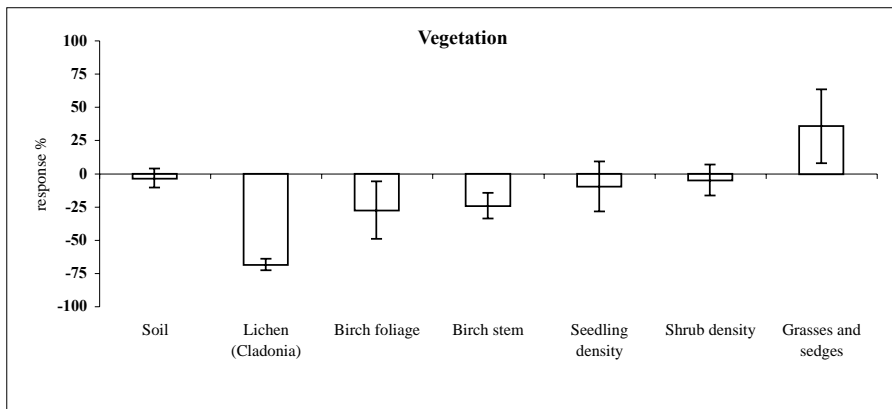 Vegetation
100
75
50
25
0
-25
-50
-75
-100
response %
Soil
Lichen
(Cladonia)
Birch foliage
Birch stem
Seedling
density
Shrub density
Grasses and
sedges